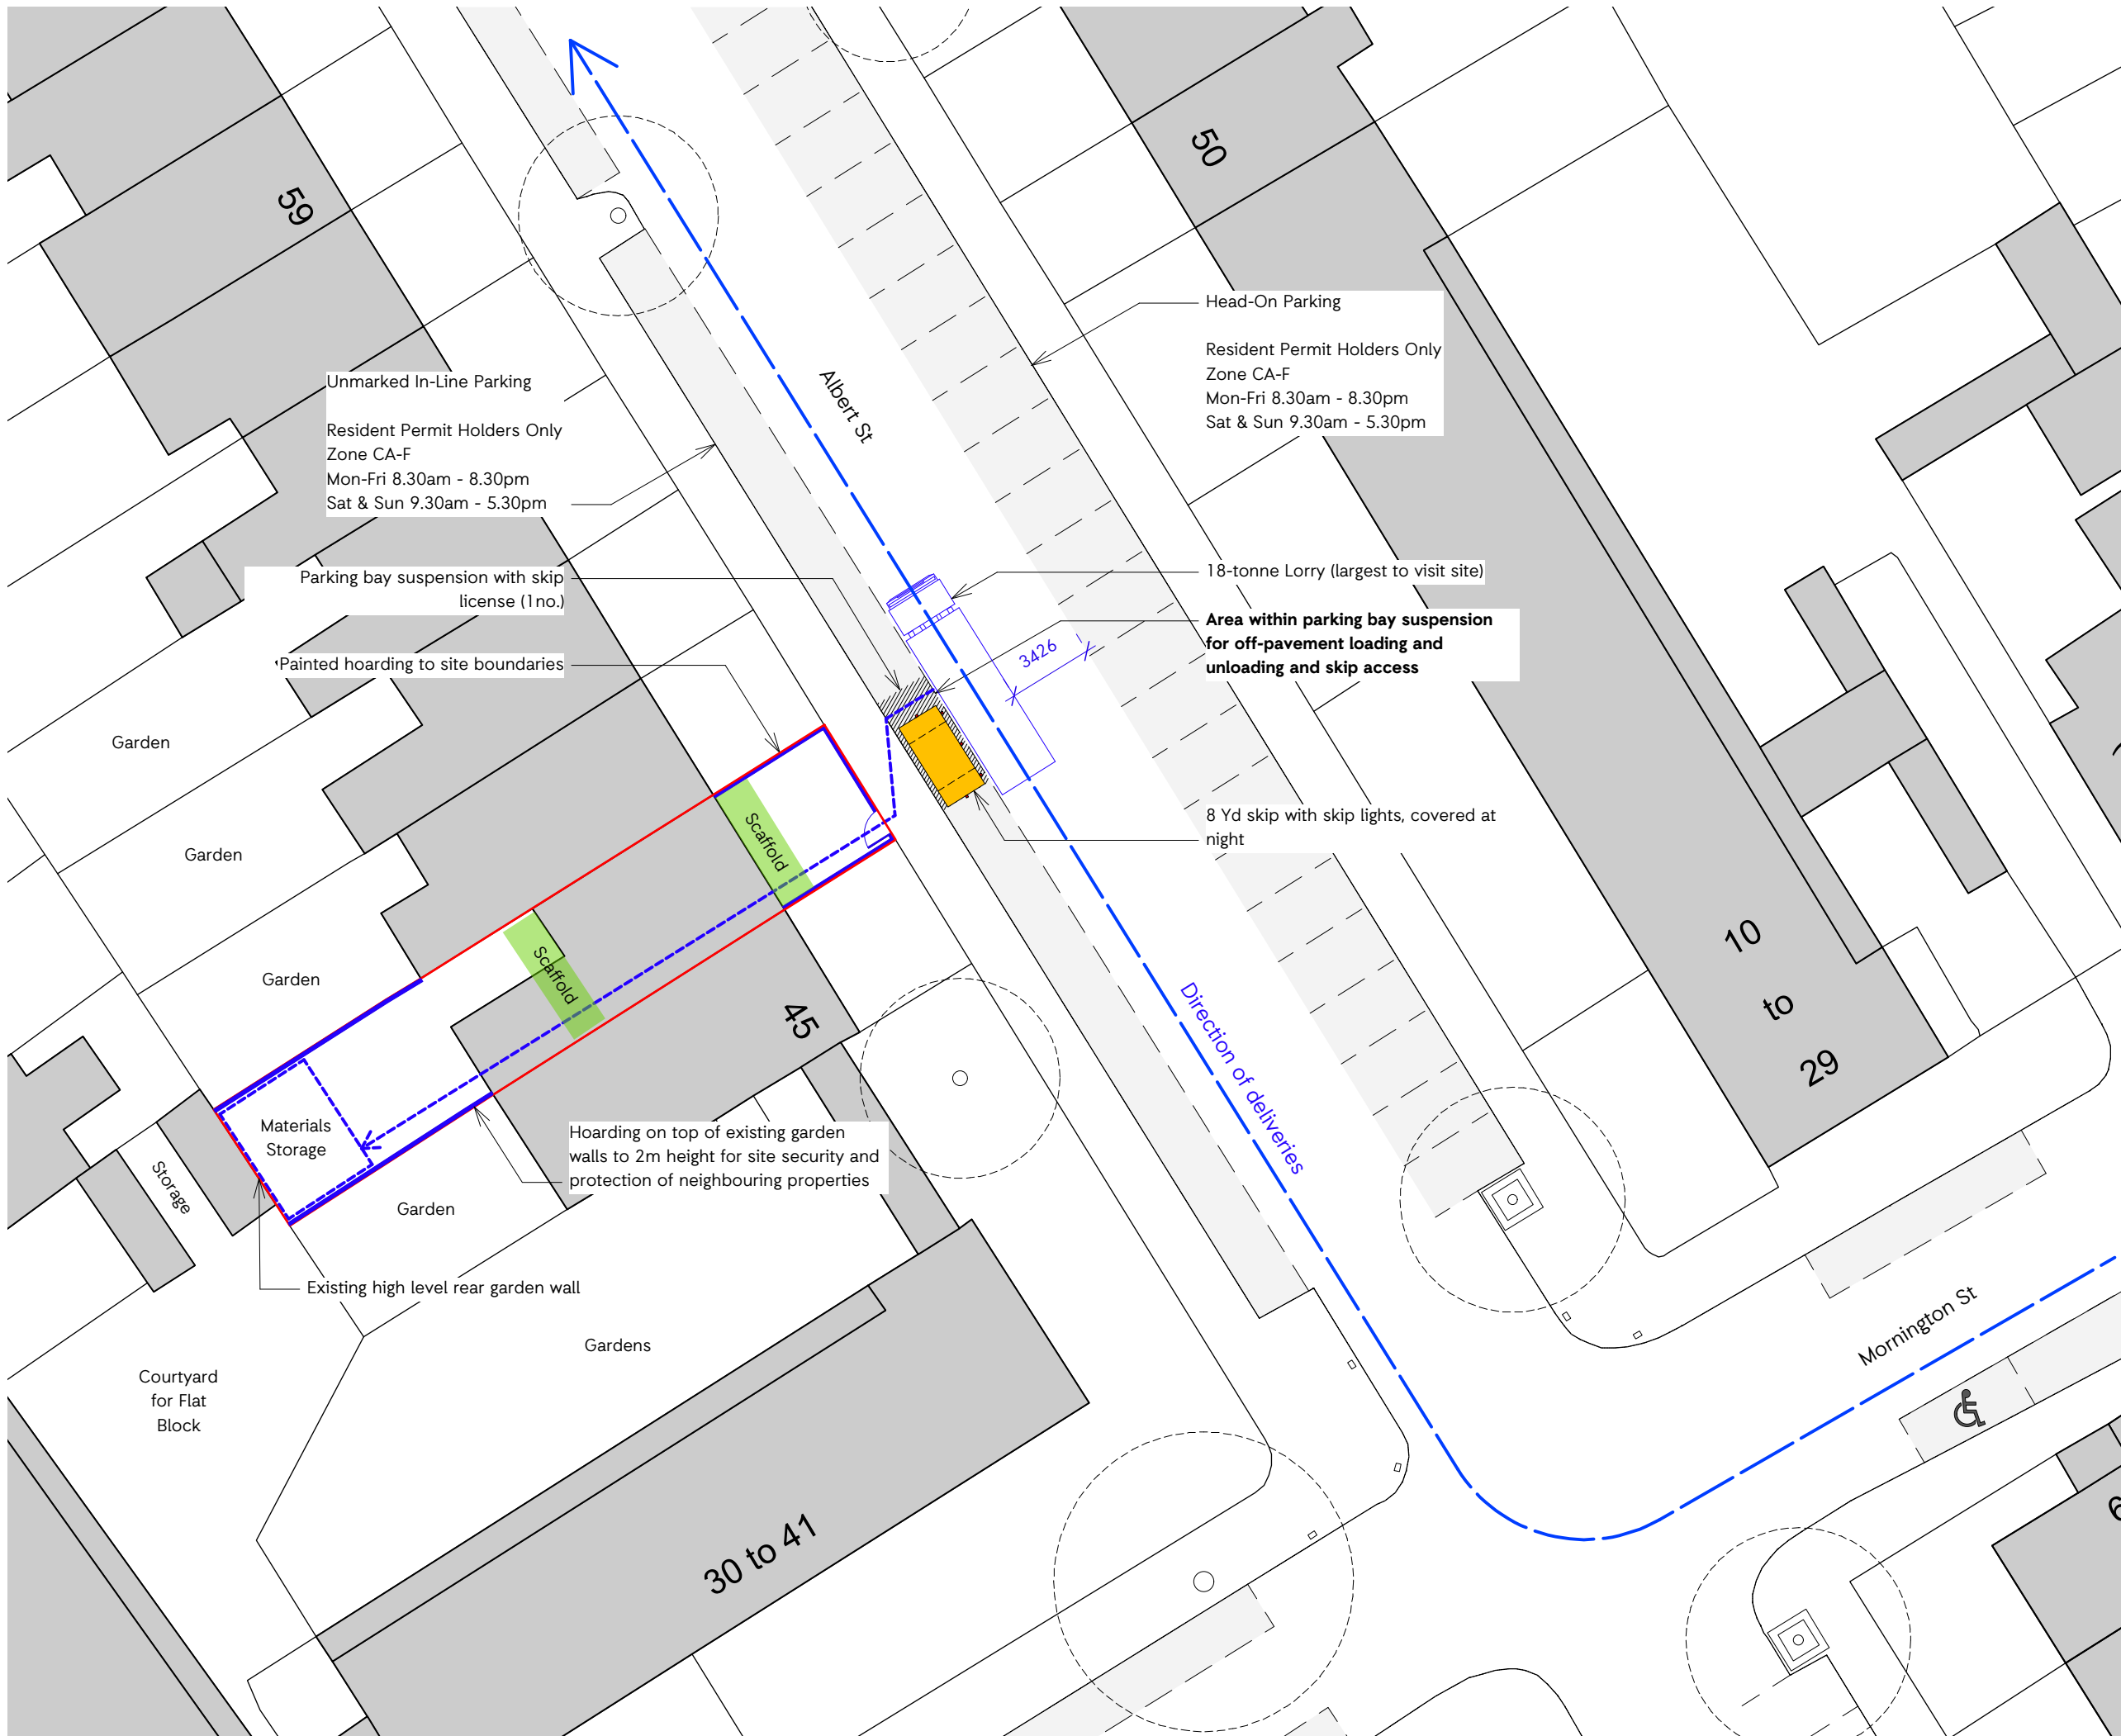 59
50
Head-On Parking
Resident Permit Holders Only
Zone CA-F
Mon-Fri 8.30am - 8.30pm
Sat & Sun 9.30am - 5.30pm
Unmarked In-Line Parking
Resident Permit Holders Only
Zone CA-F
Mon-Fri 8.30am - 8.30pm
Sat & Sun 9.30am - 5.30pm
Albert St
Parking bay suspension with skip
license (1no.)
18-tonne Lorry (largest to visit site)
Area within parking bay suspension
for off-pavement loading and
unloading and skip access
3426
Painted hoarding to site boundaries
Garden
8 Yd skip with skip lights, covered at
night
Scaffold
Garden
Garden
Scaffold
45
10
to
29
Direction of deliveries
Materials
Storage
Hoarding on top of existing garden
walls to 2m height for site security and
protection of neighbouring properties
Storage
Garden
Existing high level rear garden wall
Gardens
Mornington St
Courtyard
for Flat
Block
30 to 41